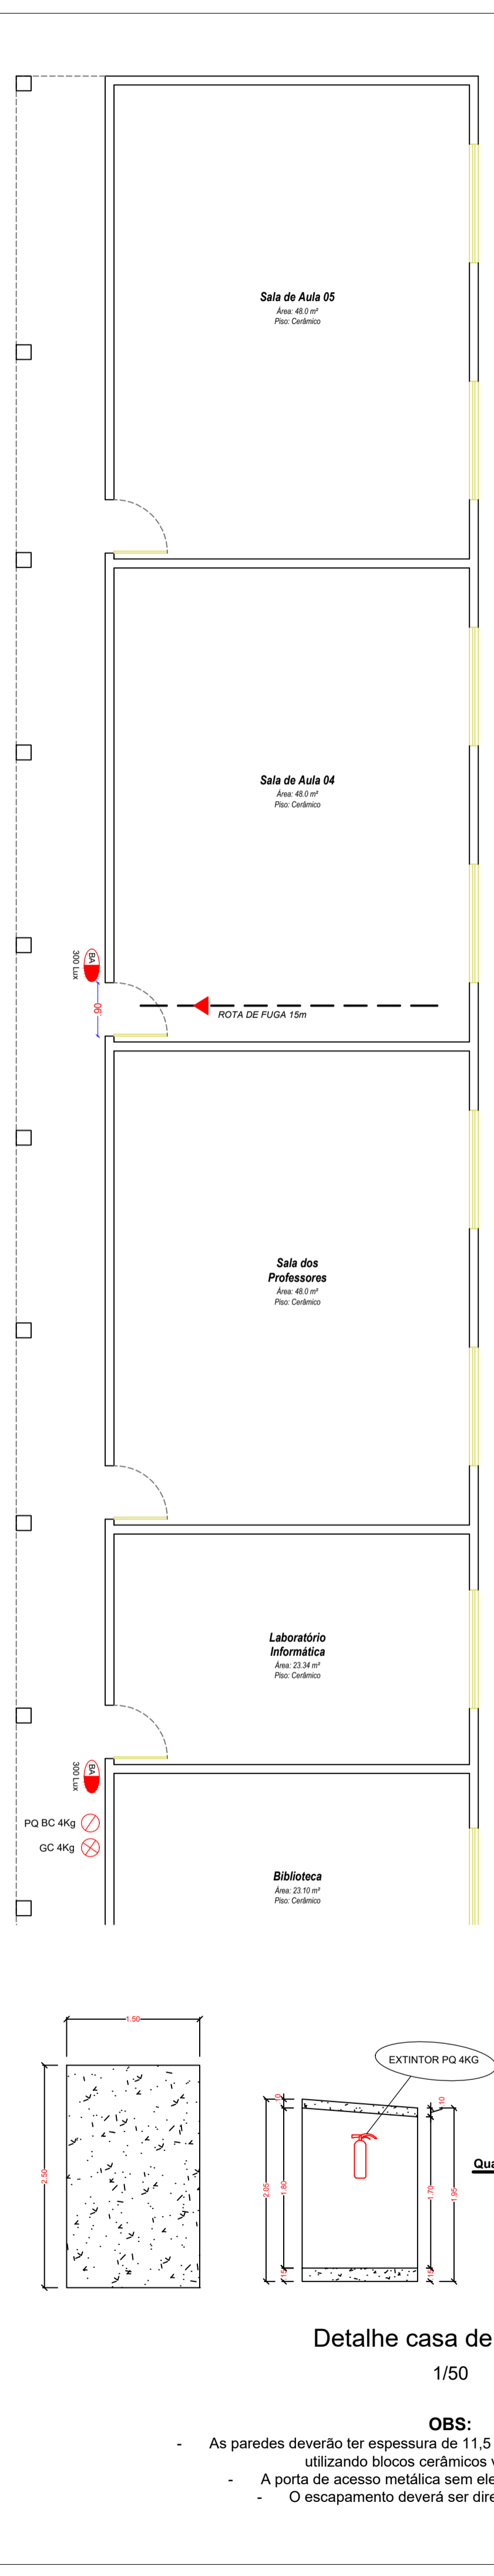 Sala de Aula 05
Área: 48.0 m²
Piso: Cerâmico
Sala de Aula 04
Área: 48.0 m²
Piso: Cerâmico
BA
300 Lux
.90
ROTA DE FUGA 15m
Sala dos
Professores
Área: 48.0 m²
Piso: Cerâmico
Laboratório
Informática
Área: 23.34 m²
Piso: Cerâmico
BA
300 Lux
PQ BC 4Kg
GC 4Kg
Biblioteca
Área: 23.10 m²
Piso: Cerâmico
1.50
2.50
EXTINTOR PQ 4KG
.10
.10
2.05
1.80
1.70
1.95
.15
.15
Qua
Detalhe casa de
1/50
OBS:
- As paredes deverão ter espessura de 11,5
utilizando blocos cerâmicos v
- A porta de acesso metálica sem ele
- O escapamento deverá ser dire